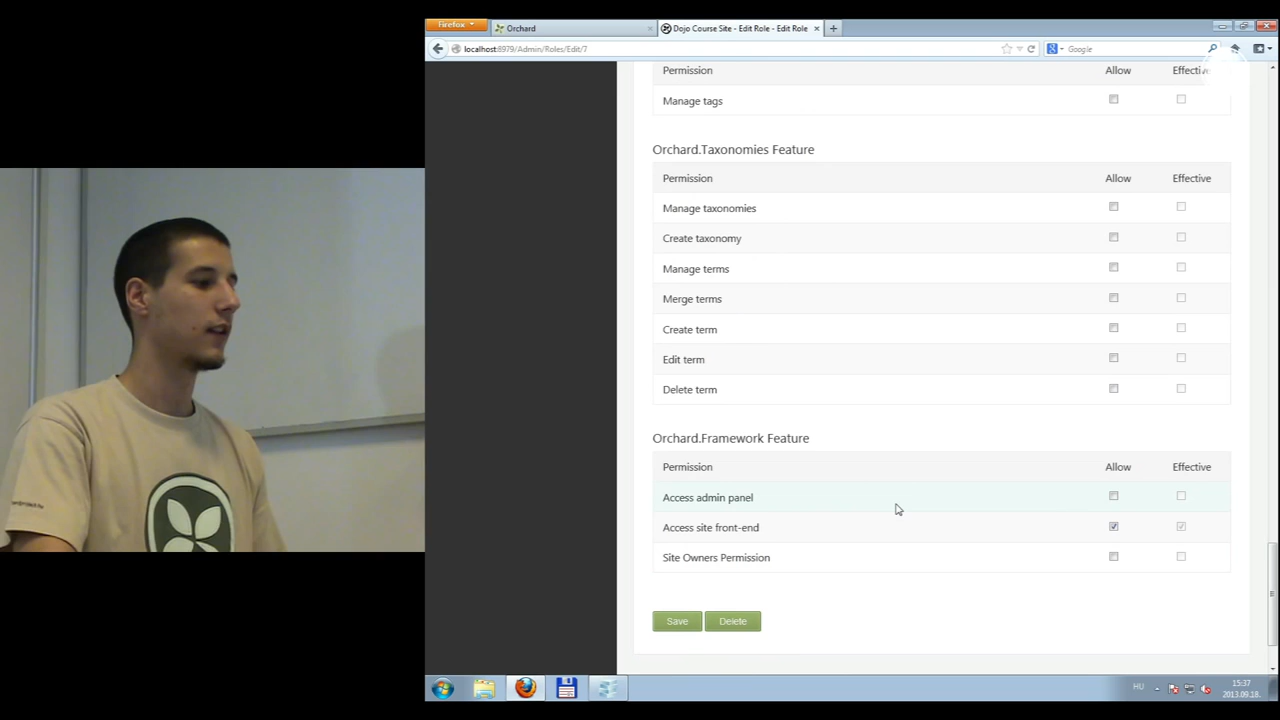 Firefox
Orchard
Dojo Course Site - Edit Role - Edit Role
localhost:8979/Admin/Roles/Edit/7
Google
Permission Allow Effective
Manage tags
Orchard.Taxonomies Feature
Permission Allow Effective
Manage taxonomies
Create taxonomy
Manage terms
Merge terms
Create term
Edit term
Delete term
Orchard.Framework Feature
Permission Allow Effective
Access admin panel
Access site front-end
Site Owners Permission
Save Delete
HU
15:37
2013.09.18.